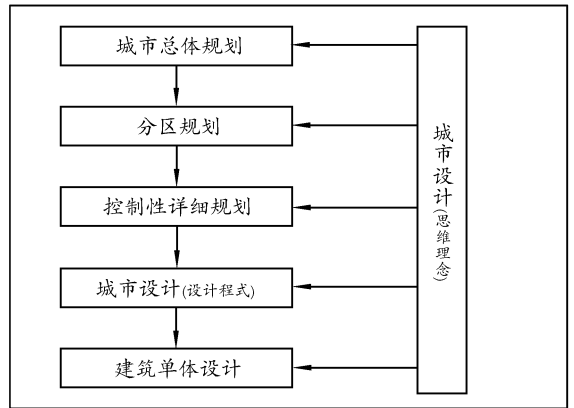 城市总体规划
分区规划
控制性详细规划
城市设计(设计程式)
建筑单体设计
城市设计(思维理念)